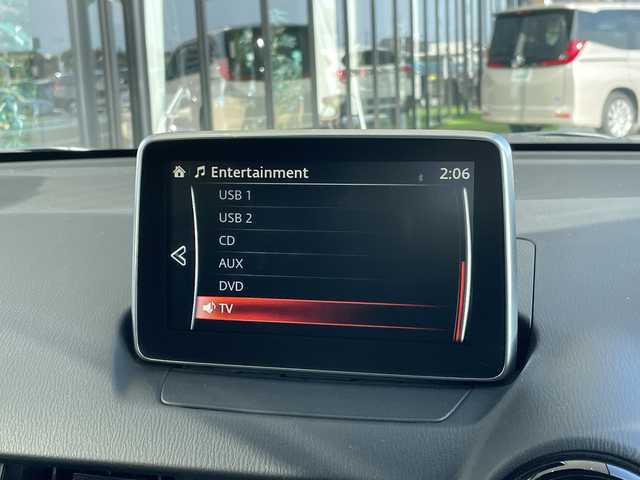 Entertainment 2:06
USB 1
USB 2
CD
AUX
DVD
TV